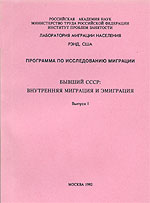 РОССИЙСКАЯ АКАДЕМИЯ НАУК
МИНИСТЕРСТВО ТРУДА РОССИЙСКОЙ ФЕДЕРАЦИИ
ИНСТИТУТ ПРОБЛЕМ ЗАНЯТОСТИ
ЛАБОРАТОРИЯ МИГРАЦИИ НАСЕЛЕНИЯ
РЭНД, США
ПРОГРАММА ПО ИССЛЕДОВАНИЮ МИГРАЦИИ
БЫВШИЙ СССР:
ВНУТРЕННЯЯ МИГРАЦИЯ И ЭМИГРАЦИЯ
Выпуск I
МОСКВА 1992